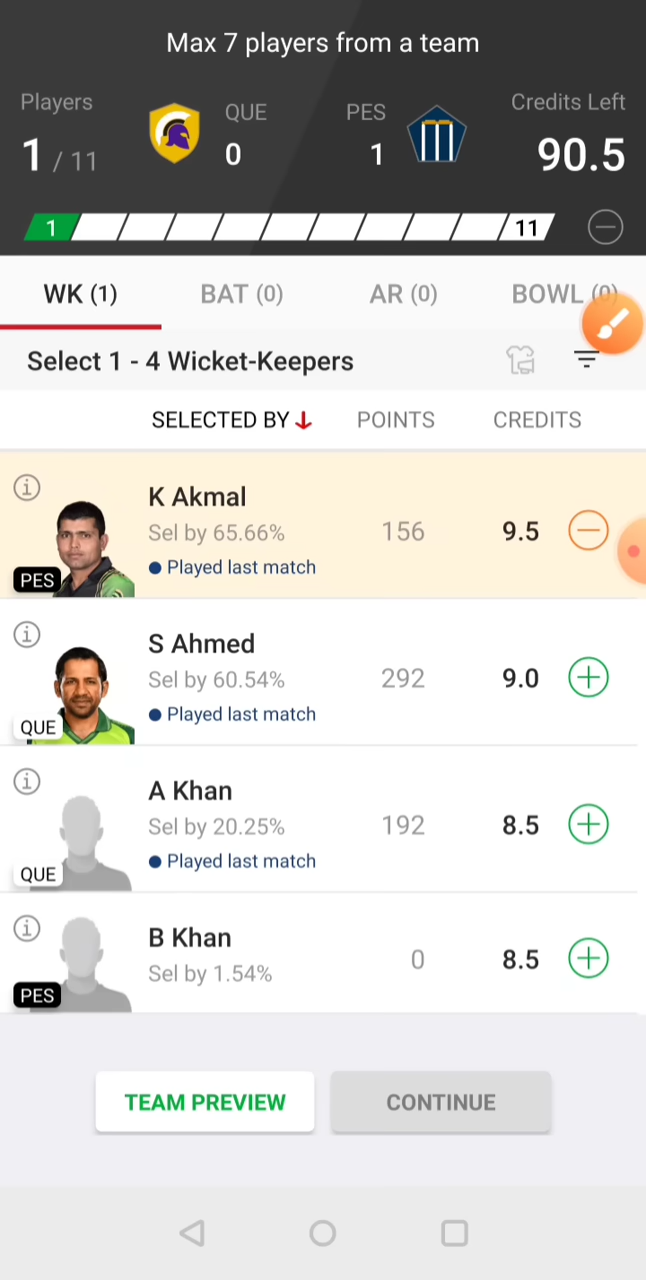 Max 7 players from a team
Players QUE PES Credits Left
1 / 11 0 1 90.5
1 11
WK (1) BAT (0) AR (0) BOWL (0)
Select 1 - 4 Wicket-Keepers
SELECTED BY POINTS CREDITS
K Akmal
Sel by 65.66% 156 9.5
Played last match
PES
S Ahmed
Sel by 60.54% 292 9.0
Played last match
QUE
A Khan
Sel by 20.25% 192 8.5
Played last match
QUE
B Khan
Sel by 1.54% 0 8.5
PES
TEAM PREVIEW CONTINUE